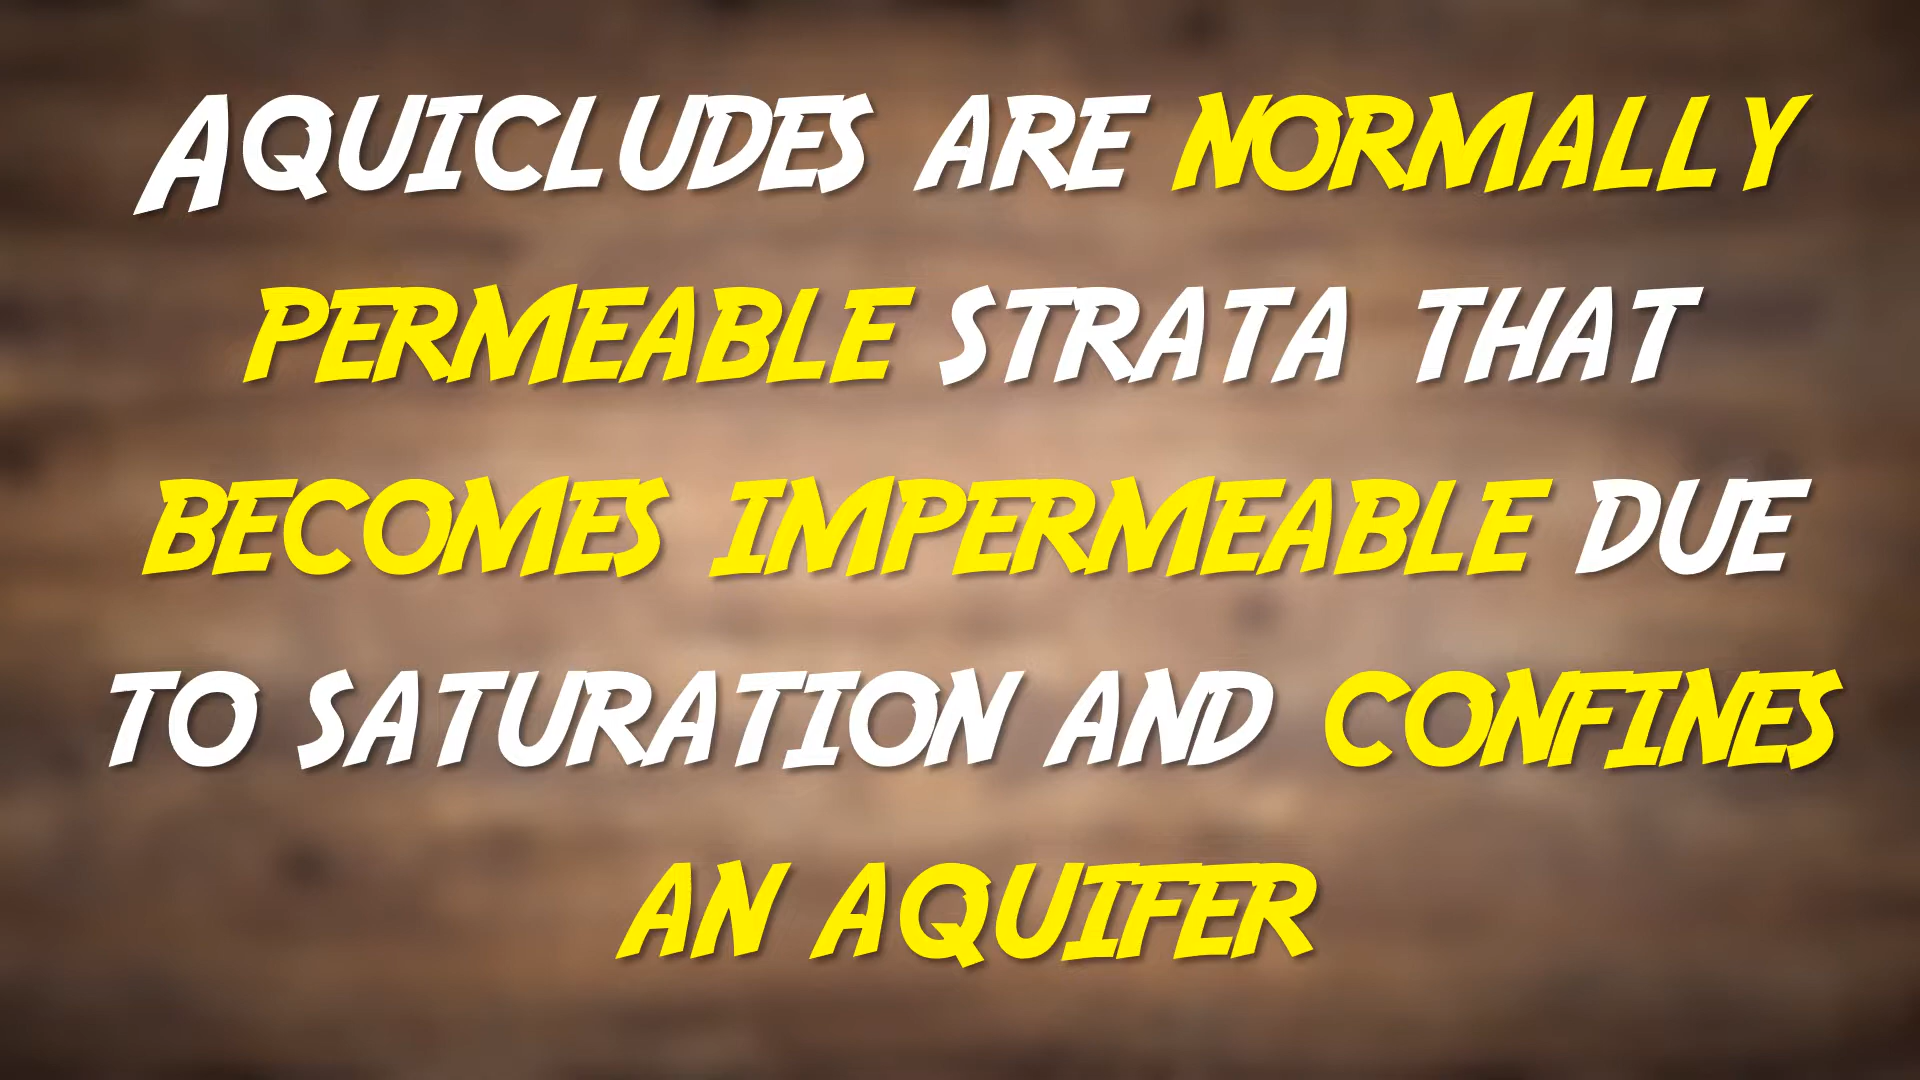 AQUICLUDES ARE NORMALLY
PERMEABLE STRATA THAT
BECOMES IMPERMEABLE DUE
TO SATURATION AND CONFINES
AN AQUIFER